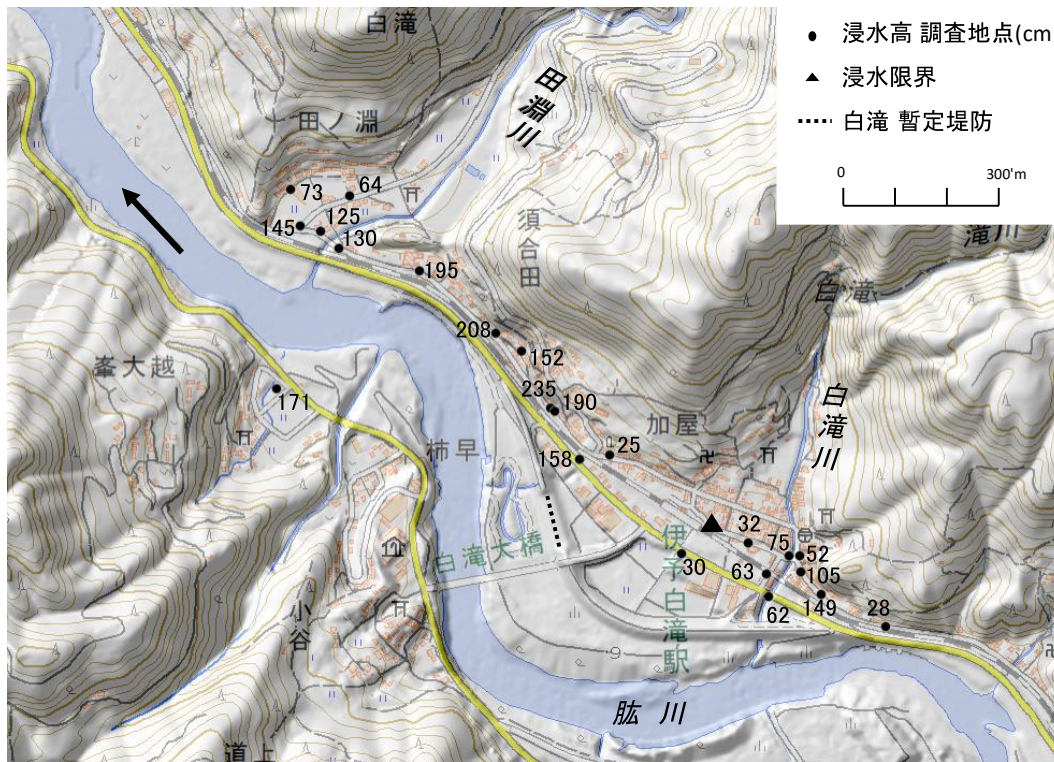 白滝
浸水高 調査地点(cm
浸水限界
白滝 暫定堤防
0 300'm
田淵川
田ノ淵
73
64
145
125
130
195
須合田
滝川
白滝
208
152
峯大越
171
235
190
加屋
白滝川
柿早
25
158
32
75
52
白滝大橋
伊予白滝駅
30
63
105
149
62
28
小谷
9
肱川
道上